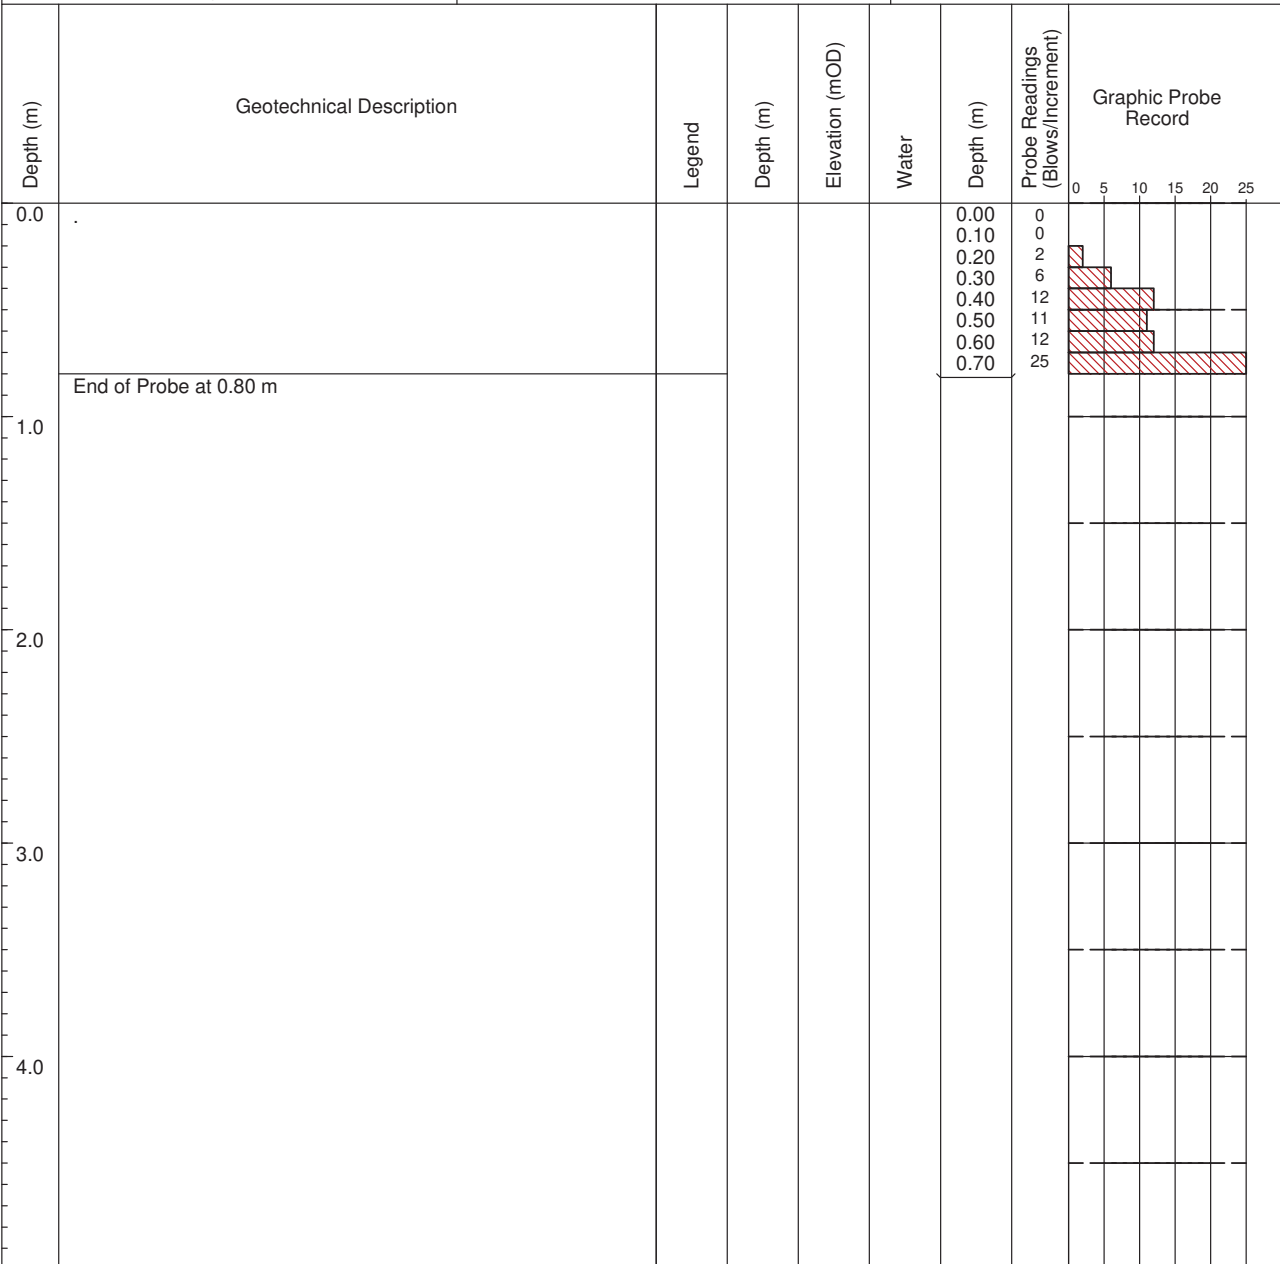 Depth (m)
Geotechnical Description
Legend
Depth (m)
Elevation (mOD)
Water
Depth (m)
Probe Readings
(Blows/Increment)
Graphic Probe
Record
0 5 10 15 20 25
0.0 . 0.00 0
0.10 0
0.20 2
0.30 6
0.40 12
0.50 11
0.60 12
0.70 25
End of Probe at 0.80 m
1.0
2.0
3.0
4.0